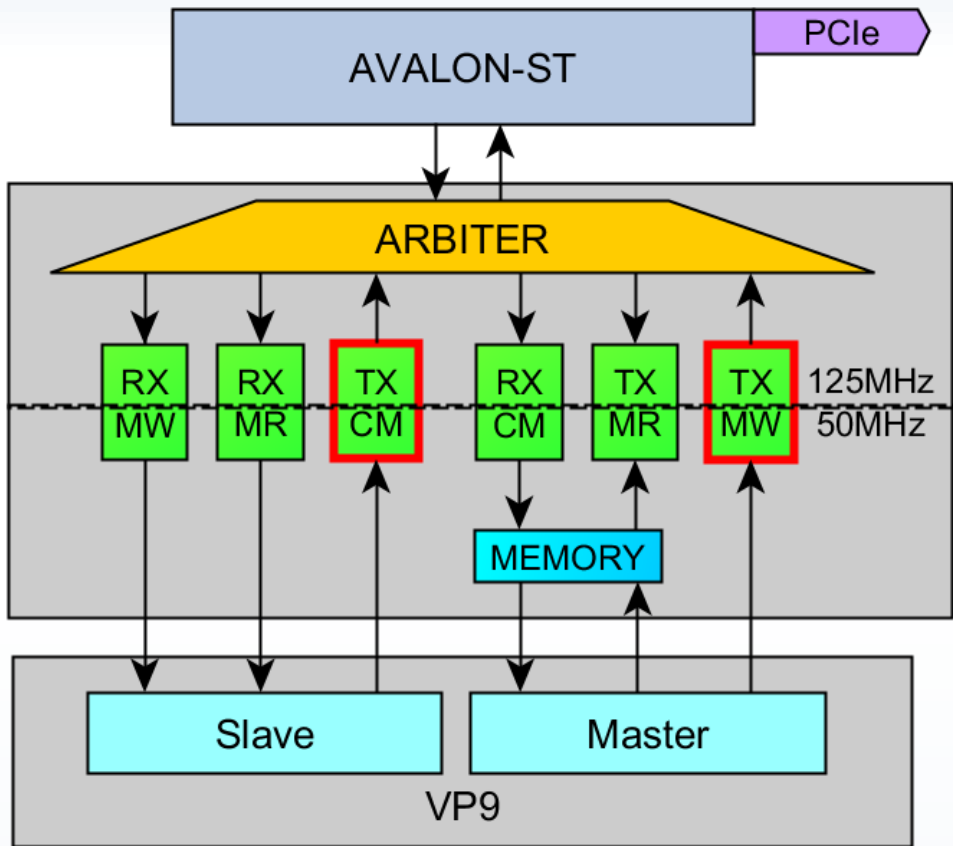 PCIe
AVALON-ST
ARBITER
RX RX TX RX TX TX 125MHz
MW MR CM CM MR MW 50MHz
MEMORY
Slave Master
VP9